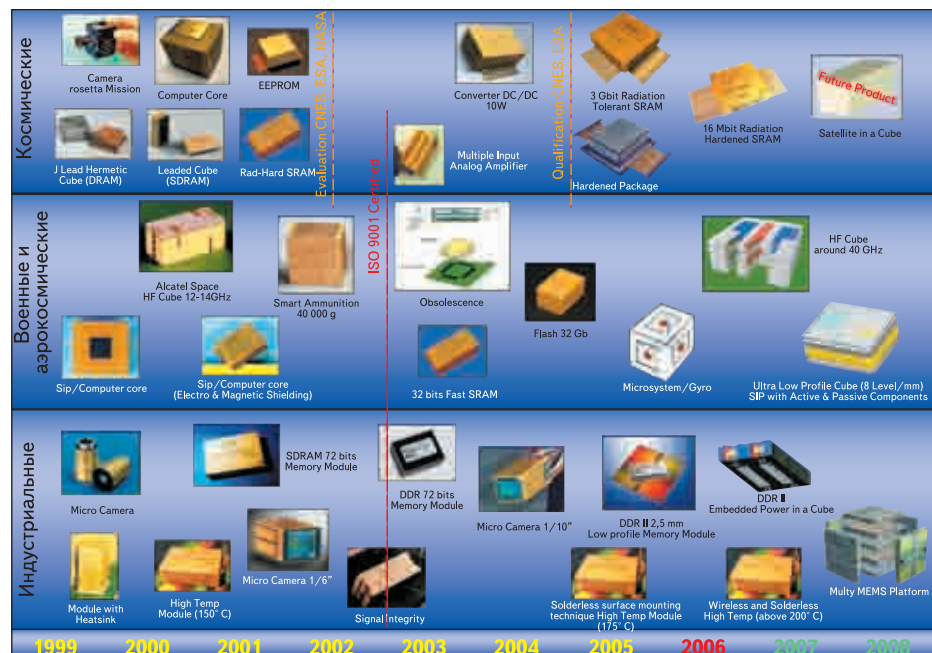 Космические
Camera
rosetta Mission
Computer Core
EEPROM
Evaluation CNES, ESA, NASA
Converter DC/DC
10W
Qualification CNES, ESA
3 Gbit Radiation
Tolerant SRAM
16 Mbit Radiation
Hardened SRAM
Future Product
Satellite in a Cube
J Lead Hermetic
Cube (DRAM)
Leaded Cube
(SDRAM)
Rad-Hard SRAM
Multiple Input
Analog Amplifier
Hardened Package
Военные и
аэрокосмические
ISO 9001 Certified
Alcatel Space
HF Cube 12-14GHz
Smart Ammunition
40 000 g
Obsolescence
Flash 32 Gb
HF Cube
around 40 GHz
Sip/Computer core
Sip/Computer core
(Electro & Magnetic Shielding)
32 bits Fast SRAM
Microsystem/Gyro
Ultra Low Profile Cube (8 Level/mm)
SIP with Active & Passive Components
Индустриальные
Micro Camera
SDRAM 72 bits
Memory Module
DDR 72 bits
Memory Module
Micro Camera 1/10"
DDR II 2,5 mm
Low profile Memory Module
DDR II
Embedded Power in a Cube
Module with
Heatsink
High Temp
Module (150° C)
Micro Camera 1/6"
Signal Integrity
Solderless surface mounting
technique High Temp Module
(175° C)
Wireless and Solderless
High Temp (above 200° C)
Multy MEMS Platform
1999 2000 2001 2002 2003 2004 2005 2006 2007 2008